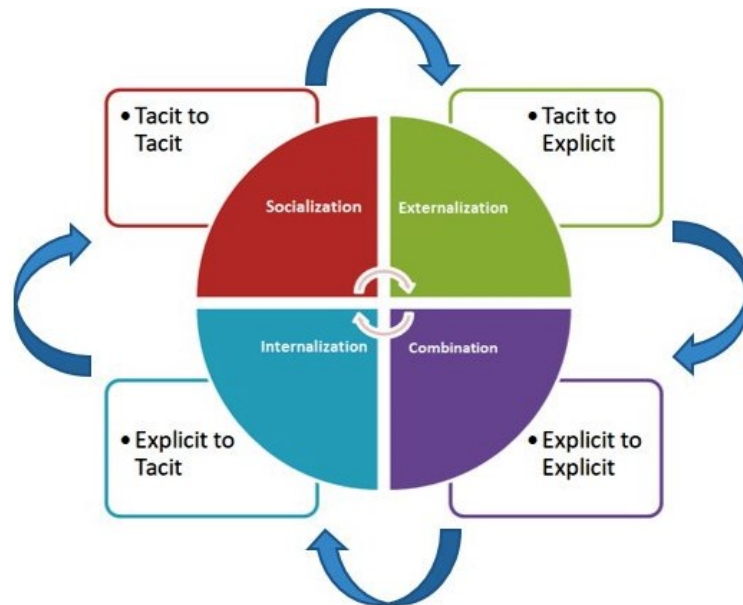 • Tacit to
Tacit
• Tacit to
Explicit
Socialization
Externalization
Internalization
Combination
• Explicit to
Tacit
• Explicit to
Explicit